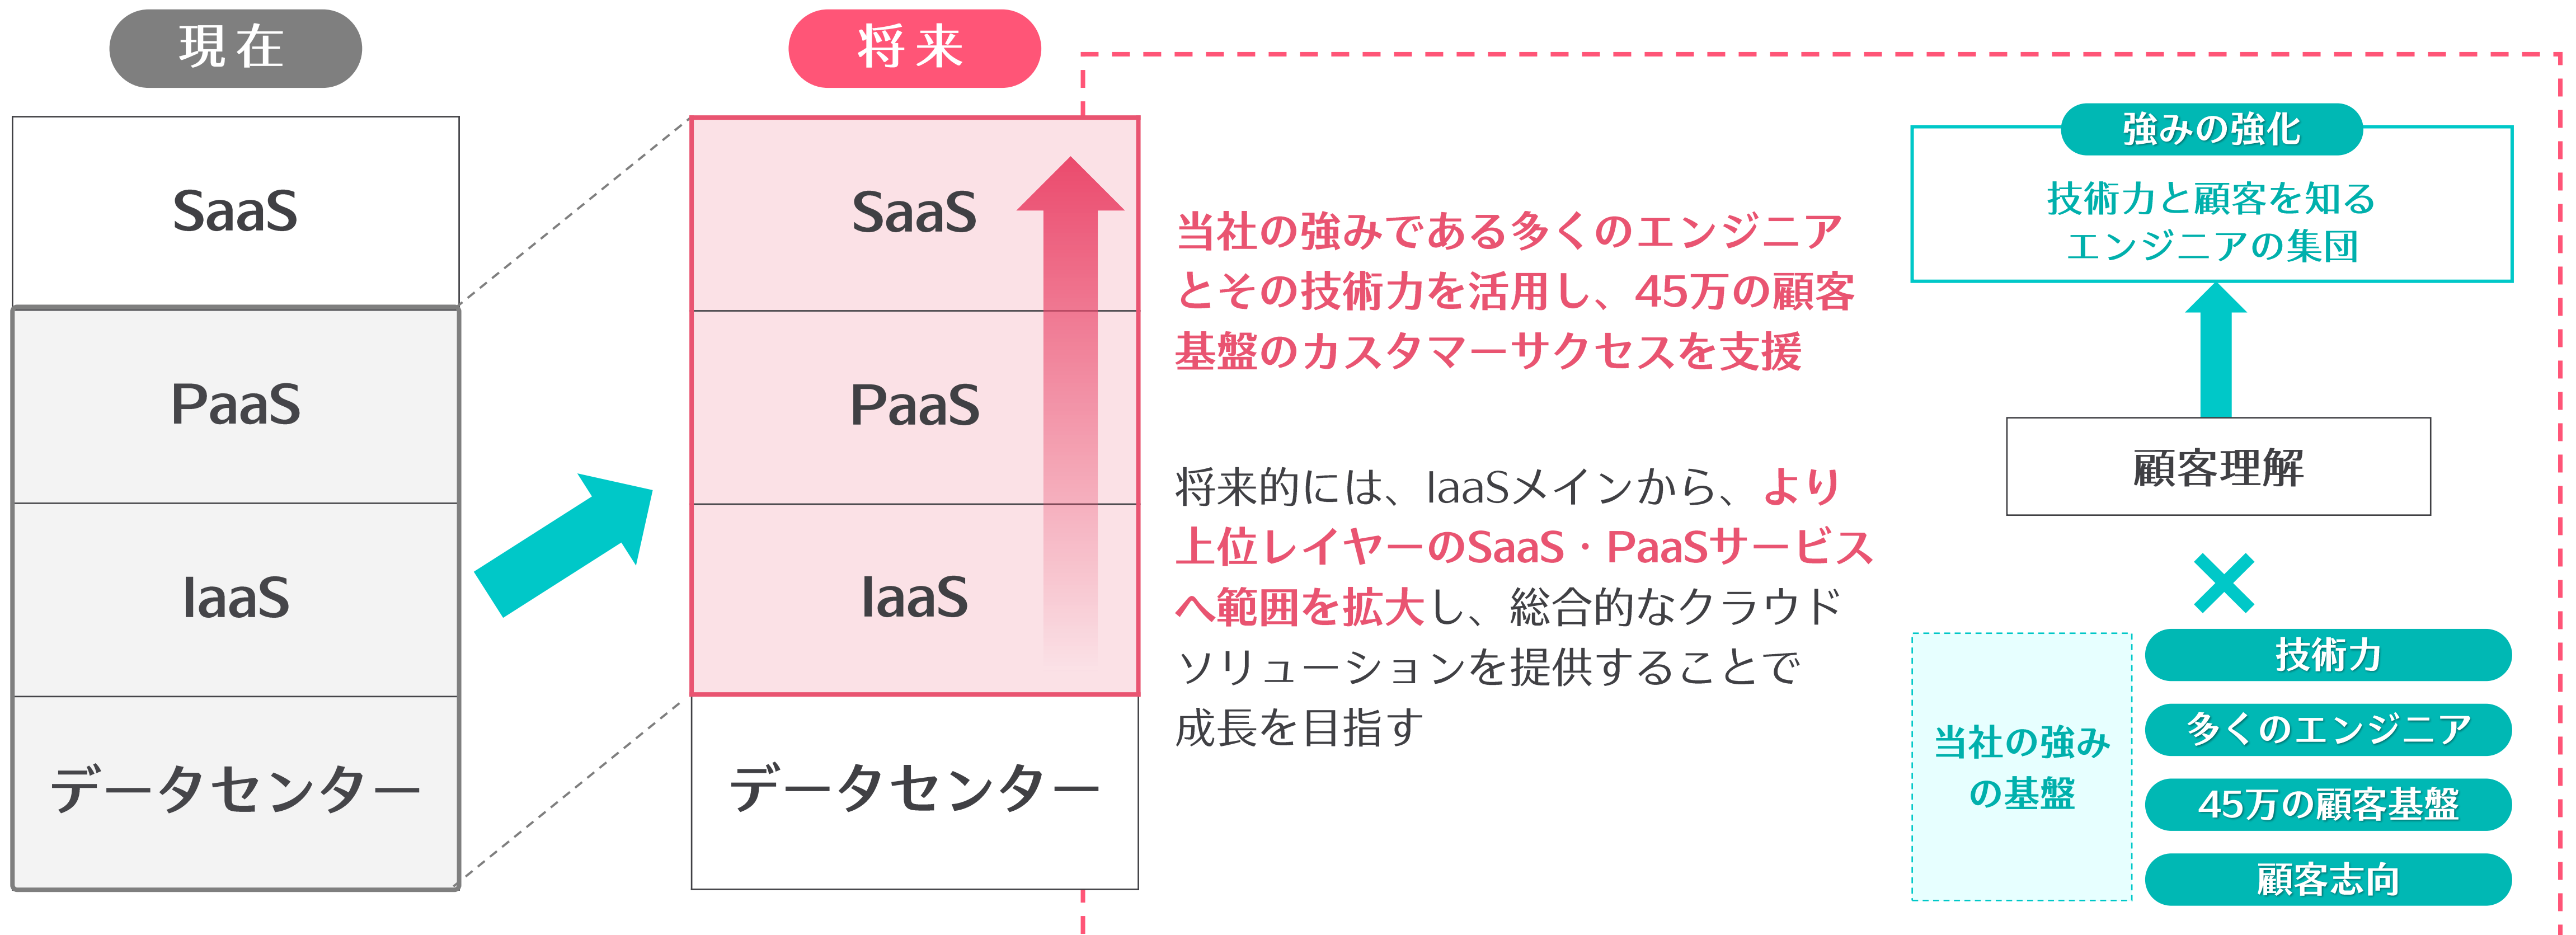 現在
SaaS
PaaS
IaaS
データセンター
将来
SaaS
PaaS
IaaS
データセンター
当社の強みである多くのエンジニア
とその技術力を活用し、45万の顧客
基盤のカスタマーサクセスを支援
将来的には、IaaSメインから、より
上位レイヤーのSaaS・PaaSサービス
へ範囲を拡大し、総合的なクラウド
ソリューションを提供することで
成長を目指す
強みの強化
技術力と顧客を知る
エンジニアの集団
顧客理解
×
当社の強み
の基盤
技術力
多くのエンジニア
45万の顧客基盤
顧客志向